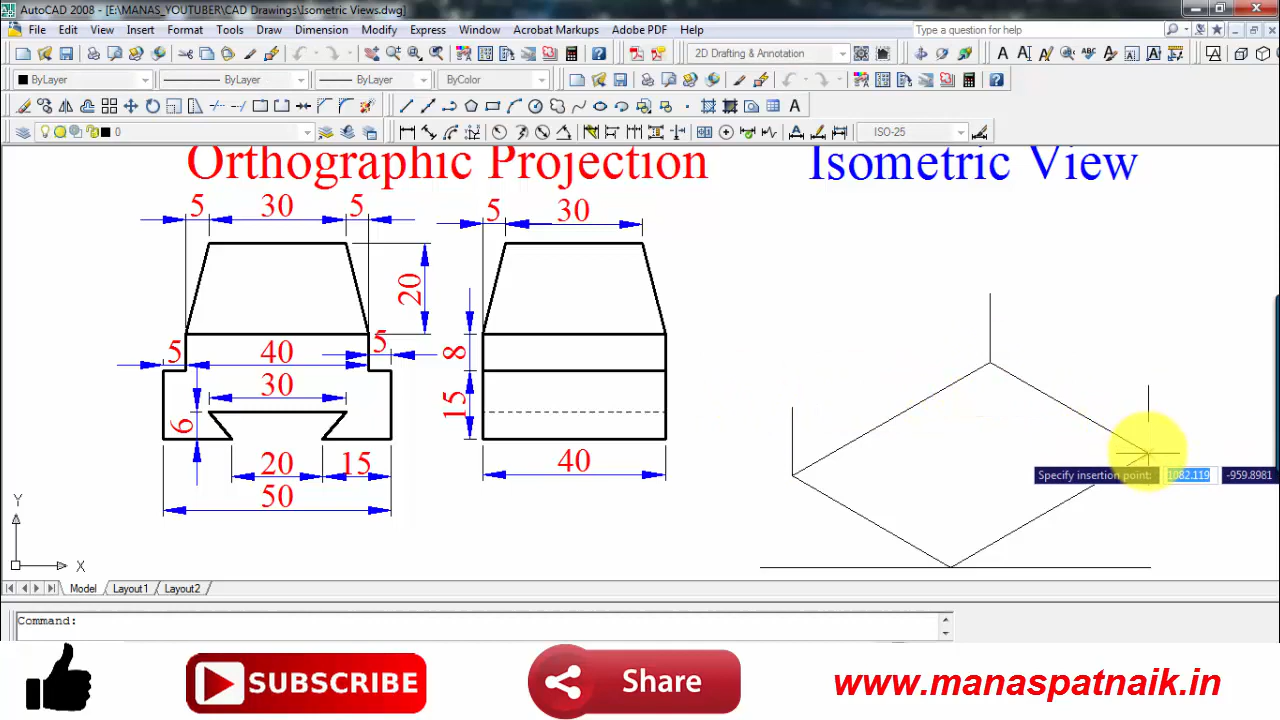 AutoCAD 2008 - [E:\MANAS_YOUTUBER\CAD Drawings\Isometric Views.dwg]
File Edit View Insert Format Tools Draw Dimension Modify Express Window Acrobat Markups Adobe PDF Help Type a question for help
2D Drafting & Annotation
ByLayer ByLayer ByLayer ByColor
0 ISO-25
Orthographic Projection
Isometric View
5 30 5
5 30
20
5 40 5
8
30
6
15
20 15
40
50
Specify insertion point: 1082.119 -959.8981
Y
X
Model Layout1 Layout2
Command:
SUBSCRIBE
Share
www.manaspatnaik.in